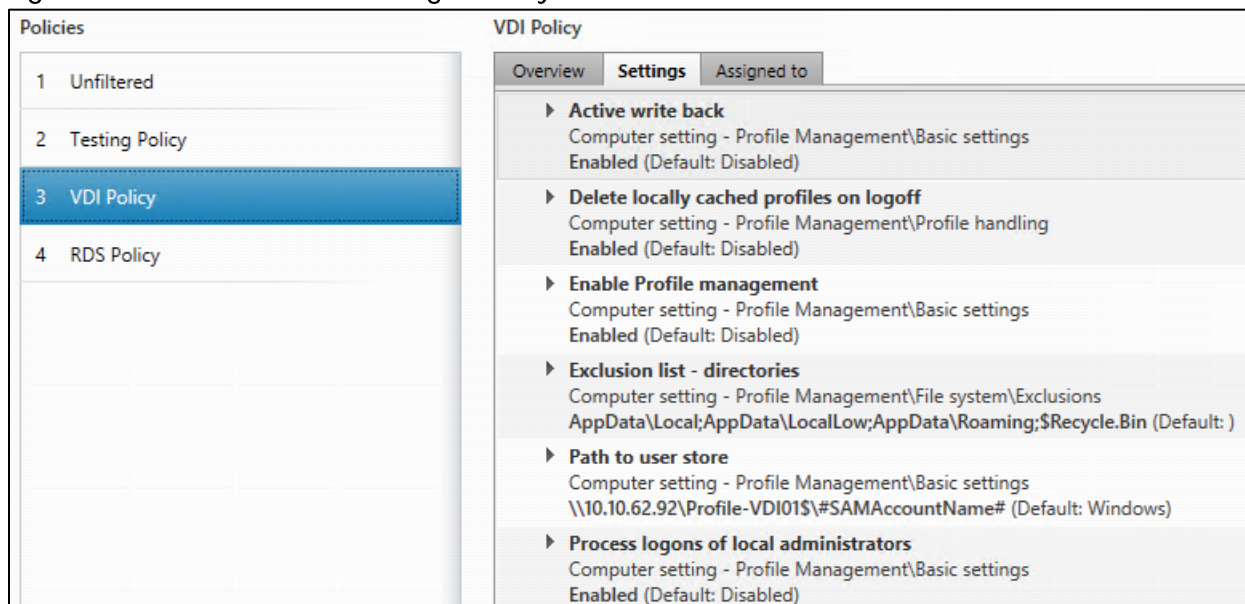 Policies
1 Unfiltered
2 Testing Policy
3 VDI Policy
4 RDS Policy
VDI Policy
Overview Settings Assigned to
Active write back
Computer setting - Profile Management\Basic settings
Enabled (Default: Disabled)
Delete locally cached profiles on logoff
Computer setting - Profile Management\Profile handling
Enabled (Default: Disabled)
Enable Profile management
Computer setting - Profile Management\Basic settings
Enabled (Default: Disabled)
Exclusion list - directories
Computer setting - Profile Management\File system\Exclusions
AppData\Local;AppData\LocalLow;AppData\Roaming;$Recycle.Bin (Default: )
Path to user store
Computer setting - Profile Management\Basic settings
\\10.10.62.92\Profile-VDI01$\#SAMAccountName# (Default: Windows)
Process logons of local administrators
Computer setting - Profile Management\Basic settings
Enabled (Default: Disabled)